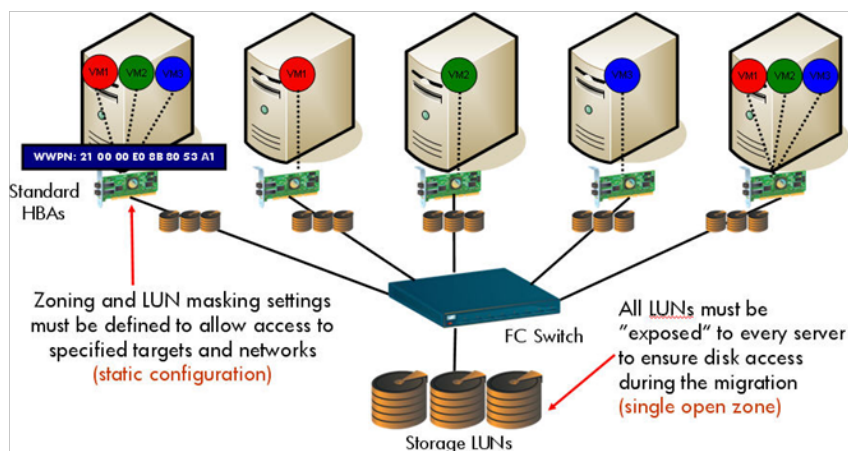 VM1 VM2 VM3
VM1
VM2
VM3
VM1 VM2 VM3
WWPN: 21 00 00 E0 8B 80 53 A1
Standard
HBAs
Zoning and LUN masking settings
must be defined to allow access to
specified targets and networks
(static configuration)
FC Switch
All LUNs must be
"exposed" to every server
to ensure disk access
during the migration
(single open zone)
Storage LUNs